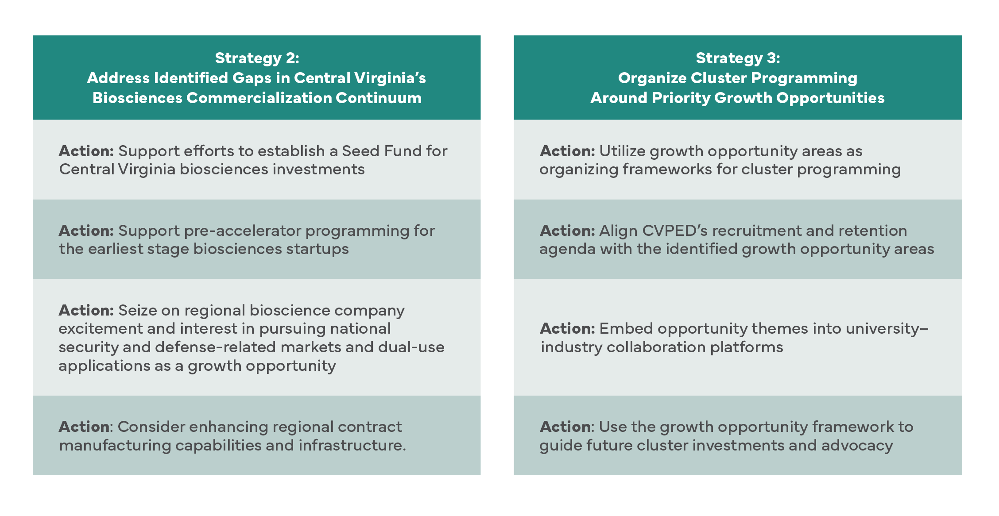 Strategy 2:
Address Identified Gaps in Central Virginia’s
Biosciences Commercialization Continuum
Action: Support efforts to establish a Seed Fund for
Central Virginia biosciences investments
Action: Support pre-accelerator programming for
the earliest stage biosciences startups
Action: Seize on regional bioscience company
excitement and interest in pursuing national
security and defense-related markets and dual-use
applications as a growth opportunity
Action: Consider enhancing regional contract
manufacturing capabilities and infrastructure.
Strategy 3:
Organize Cluster Programming
Around Priority Growth Opportunities
Action: Utilize growth opportunity areas as
organizing frameworks for cluster programming
Action: Align CVPED’s recruitment and retention
agenda with the identified growth opportunity areas
Action: Embed opportunity themes into university–
industry collaboration platforms
Action: Use the growth opportunity framework to
guide future cluster investments and advocacy